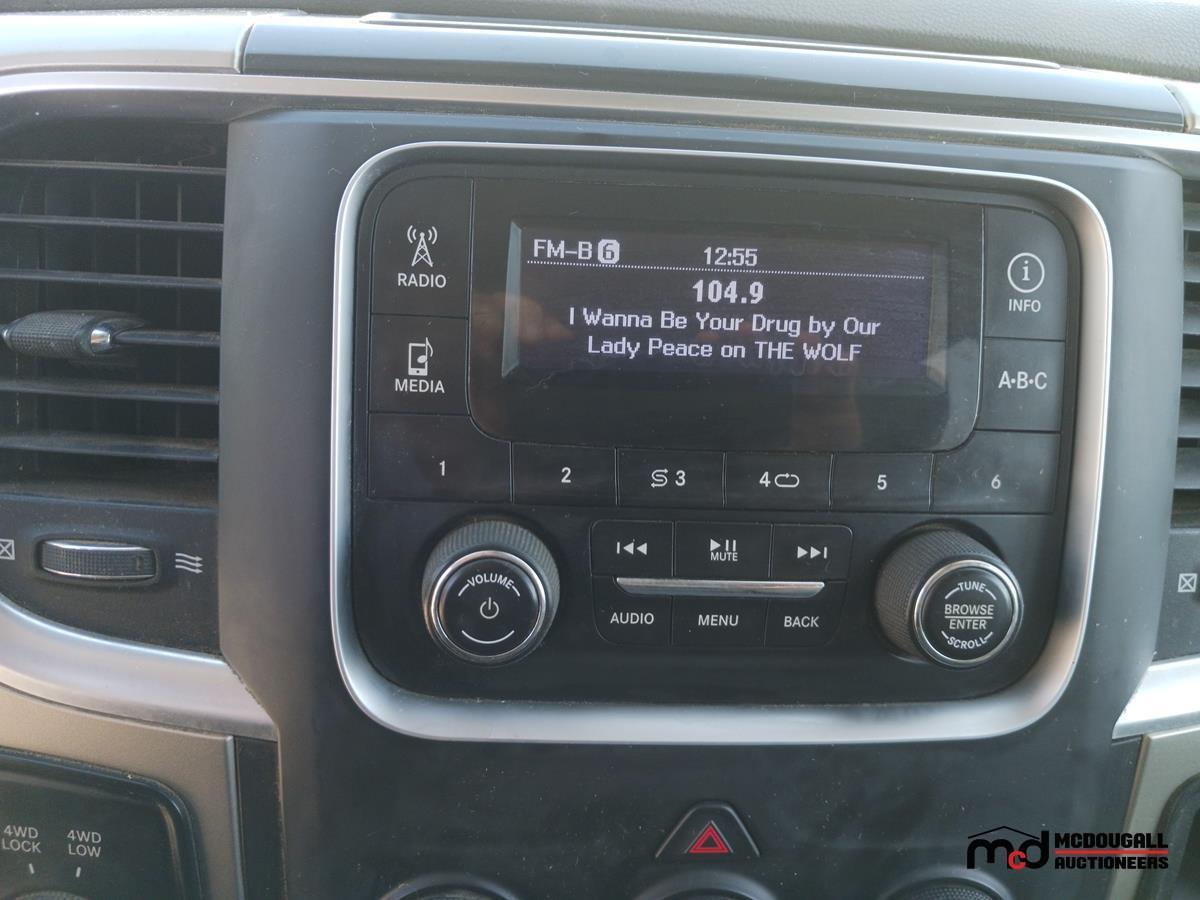 RADIO
MEDIA
FM-B 6 12:55
104.9
I Wanna Be Your Drug by Our
Lady Peace on THE WOLF
i
INFO
A·B·C
1 2 3 4 5 6
VOLUME
MUTE
AUDIO MENU BACK
TUNE
BROWSE
ENTER
SCROLL
4WD
LOCK
4WD
LOW
mcd MCDOUGALL
AUCTIONEERS